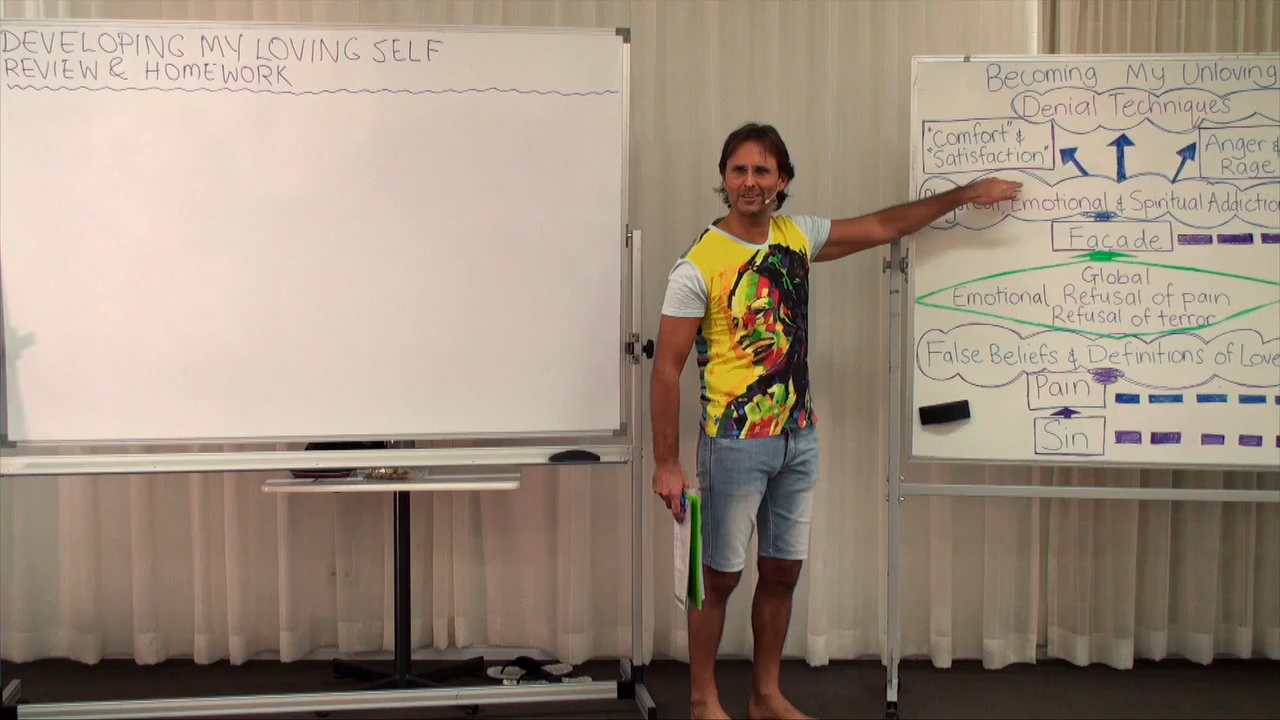 DEVELOPING MY LOVING SELF
REVIEW & HOMEWORK
Becoming My Unloving
Denial Techniques
"Comfort" &
"Satisfaction"
Anger &
Rage
Physical, Emotional & Spiritual Addiction
Façade
Global
Emotional Refusal of pain
Refusal of terror
False Beliefs & Definitions of Love
Pain
Sin